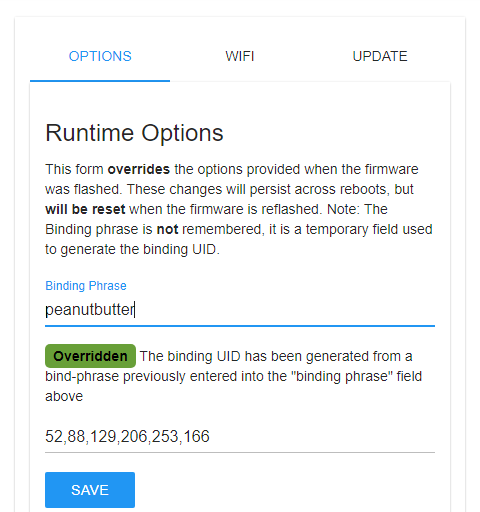 OPTIONS WIFI UPDATE
Runtime Options
This form overrides the options provided when the firmware
was flashed. These changes will persist across reboots, but
will be reset when the firmware is reflashed. Note: The
Binding phrase is not remembered, it is a temporary field used
to generate the binding UID.
Binding Phrase
peanutbutter
Overridden The binding UID has been generated from a
bind-phrase previously entered into the "binding phrase" field
above
52,88,129,206,253,166
SAVE